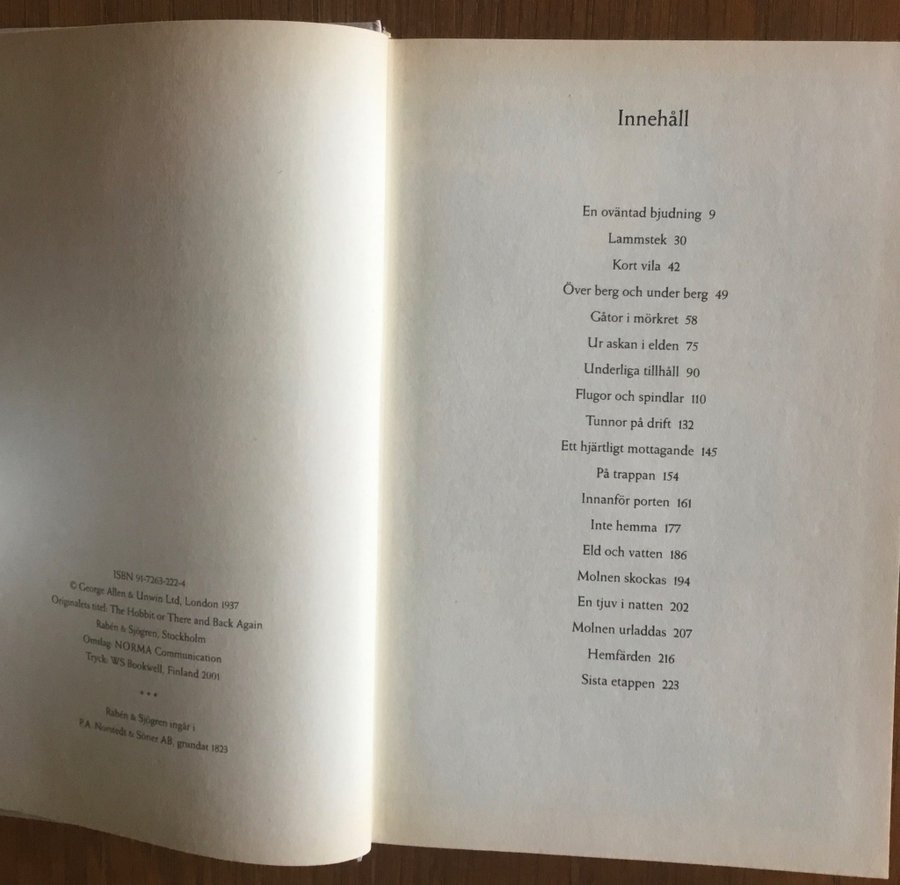 ISBN 91-7263-222-4
© George Allen & Unwin Ltd, London 1937
Originalets titel: The Hobbit or There and Back Again
Rabén & Sjögren, Stockholm
Omslag: NORMA Communication
Tryck: WS Bookwell, Finland 2001
•••
Rabén & Sjögren ingår i
P.A. Norstedt & Söner AB, grundat 1823
Innehåll
En oväntad bjudning 9
Lammstek 30
Kort vila 42
Över berg och under berg 49
Gåtor i mörkret 58
Ur askan i elden 75
Underliga tillhåll 90
Flugor och spindlar 110
Tunnor på drift 132
Ett hjärtligt mottagande 145
På trappan 154
Innanför porten 161
Inte hemma 177
Eld och vatten 186
Molnen skockas 194
En tjuv i natten 202
Molnen urladdas 207
Hemfärden 216
Sista etappen 223